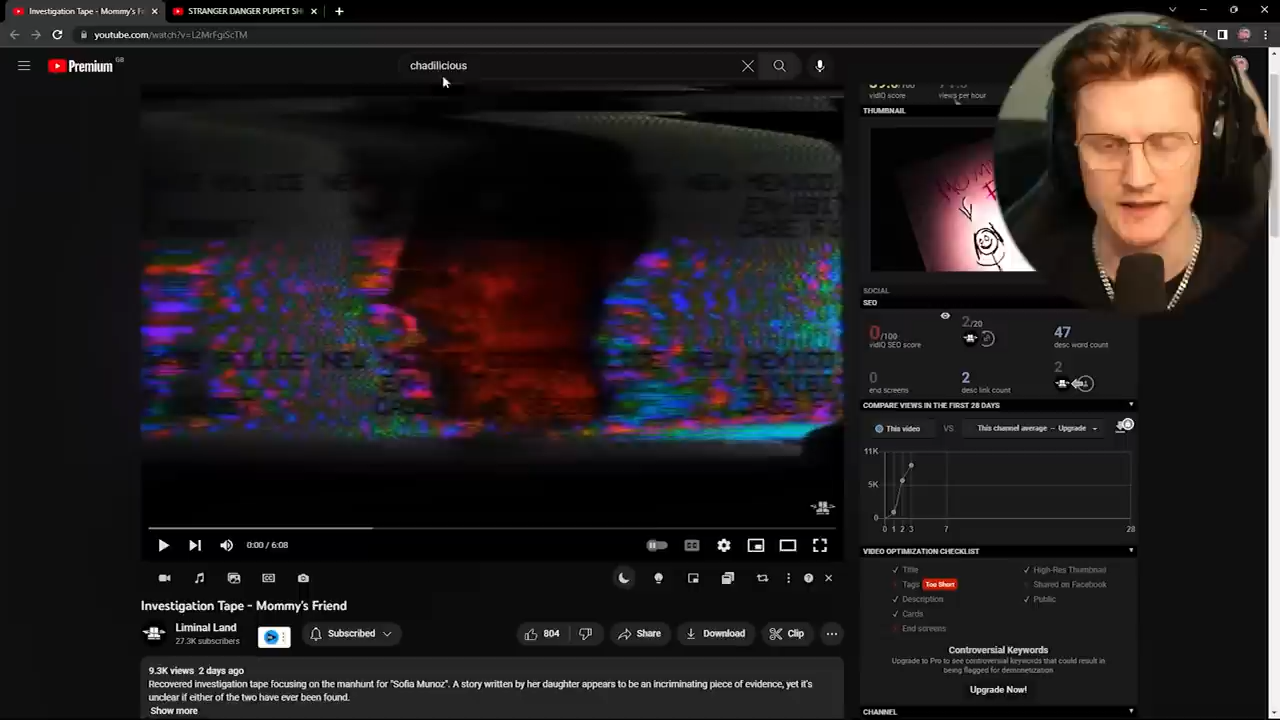 Investigation Tape - Mommy's F
STRANGER DANGER PUPPET SH
youtube.com/watch?v=L2MrFgiScTM
Premium GB
chadilicious
vidIQ score
views per hour
THUMBNAIL
SOCIAL
SEO
0/100
2/20
47
vidIQ SEO score
desc word count
0
2
2
end screens
desc link count
COMPARE VIEWS IN THE FIRST 28 DAYS
This video
VS
This channel average – Upgrade
11K
5K
0
0 1 2 3 7 28
0:00 / 6:08
VIDEO OPTIMIZATION CHECKLIST
Title
High-Res Thumbnail
Tags Too Short
Shared on Facebook
Description
Public
Cards
End screens
Investigation Tape - Mommy's Friend
Liminal Land
27.3K subscribers
Subscribed
804
Share
Download
Clip
Controversial Keywords
Upgrade to Pro to see controversial keywords that could result in
being flagged for demonetization
Upgrade Now!
9.3K views 2 days ago
Recovered investigation tape focusing on manhunt for "Sofia Munoz". A story written by her daughter appears to be an incriminating piece of evidence, yet it's
unclear if either of the two have ever been found.
Show more
CHANNEL